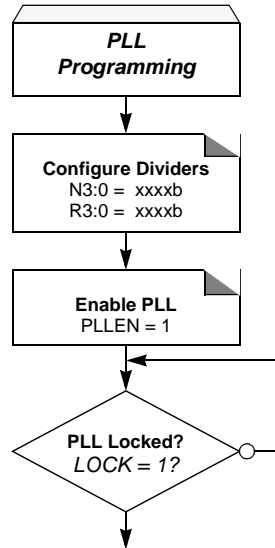 PLL
Programming
Configure Dividers
N3:0 = xxxxb
R3:0 = xxxxb
Enable PLL
PLLEN = 1
PLL Locked?
LOCK = 1?